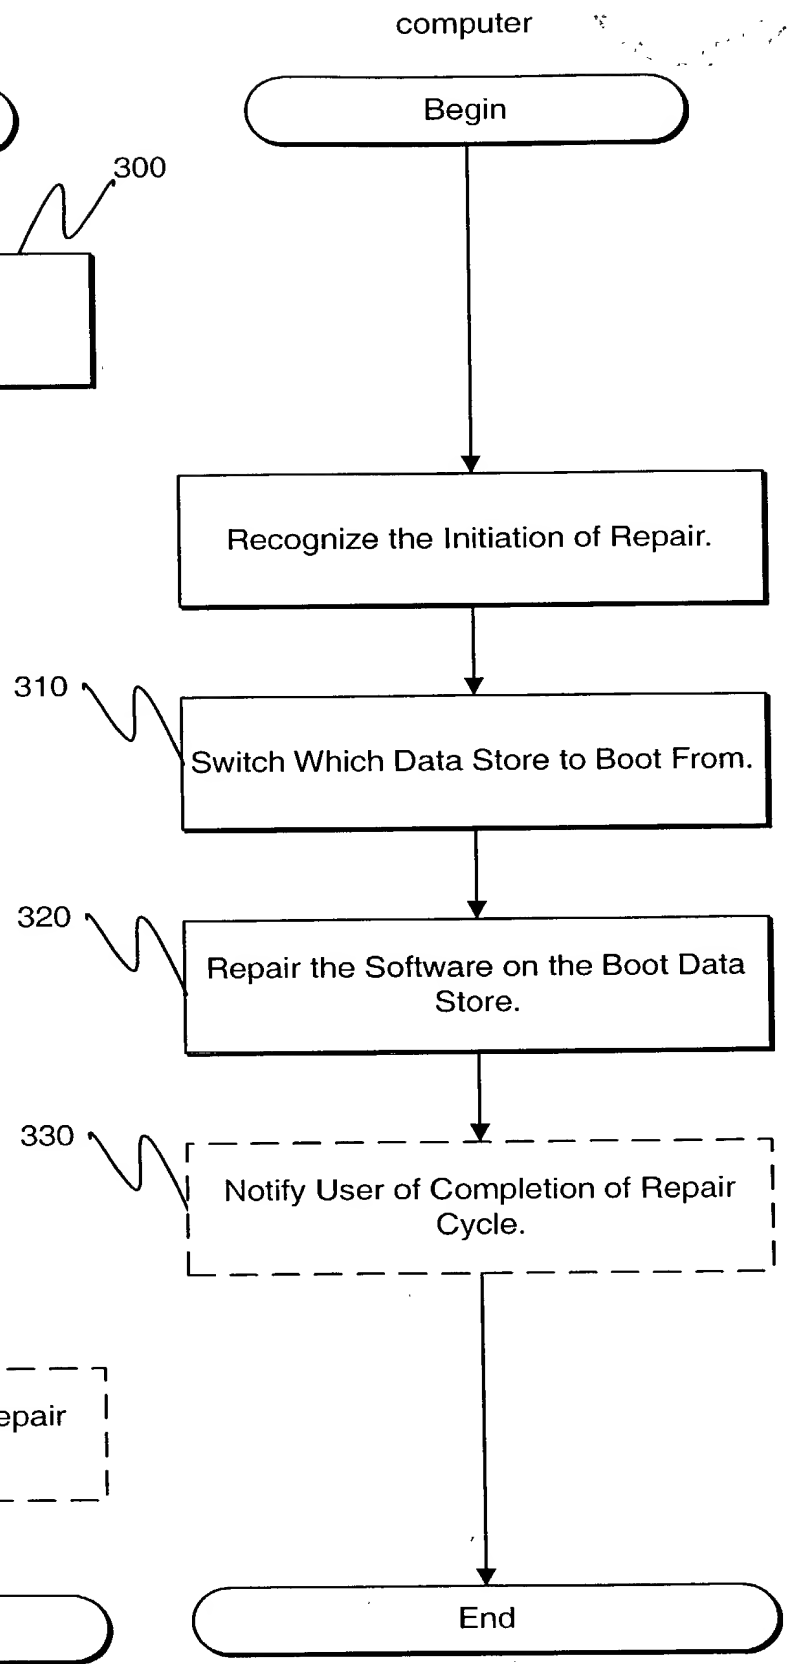 computer
Begin
300
Recognize the Initiation of Repair.
310
Switch Which Data Store to Boot From.
320
Repair the Software on the Boot Data
Store.
330
Notify User of Completion of Repair
Cycle.
epair
End